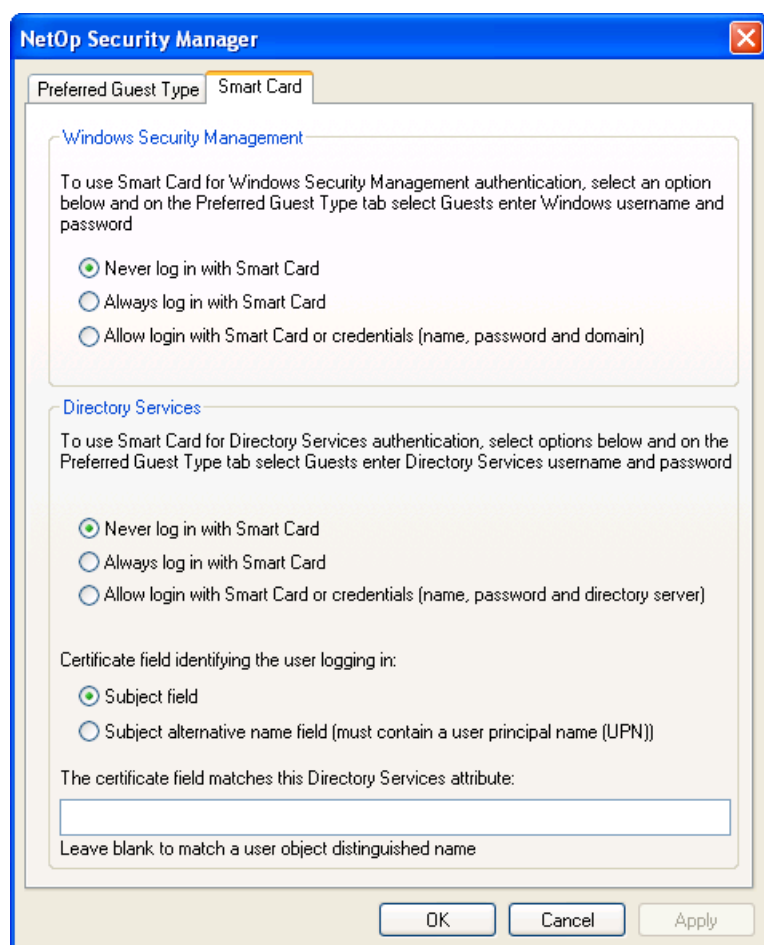 NetOp Security Manager
Preferred Guest Type
Smart Card
Windows Security Management
To use Smart Card for Windows Security Management authentication, select an option
below and on the Preferred Guest Type tab select Guests enter Windows username and
password
Never log in with Smart Card
Always log in with Smart Card
Allow login with Smart Card or credentials (name, password and domain)
Directory Services
To use Smart Card for Directory Services authentication, select options below and on the
Preferred Guest Type tab select Guests enter Directory Services username and password
Never log in with Smart Card
Always log in with Smart Card
Allow login with Smart Card or credentials (name, password and directory server)
Certificate field identifying the user logging in:
Subject field
Subject alternative name field (must contain a user principal name (UPN))
The certificate field matches this Directory Services attribute:
Leave blank to match a user object distinguished name
OK
Cancel
Apply